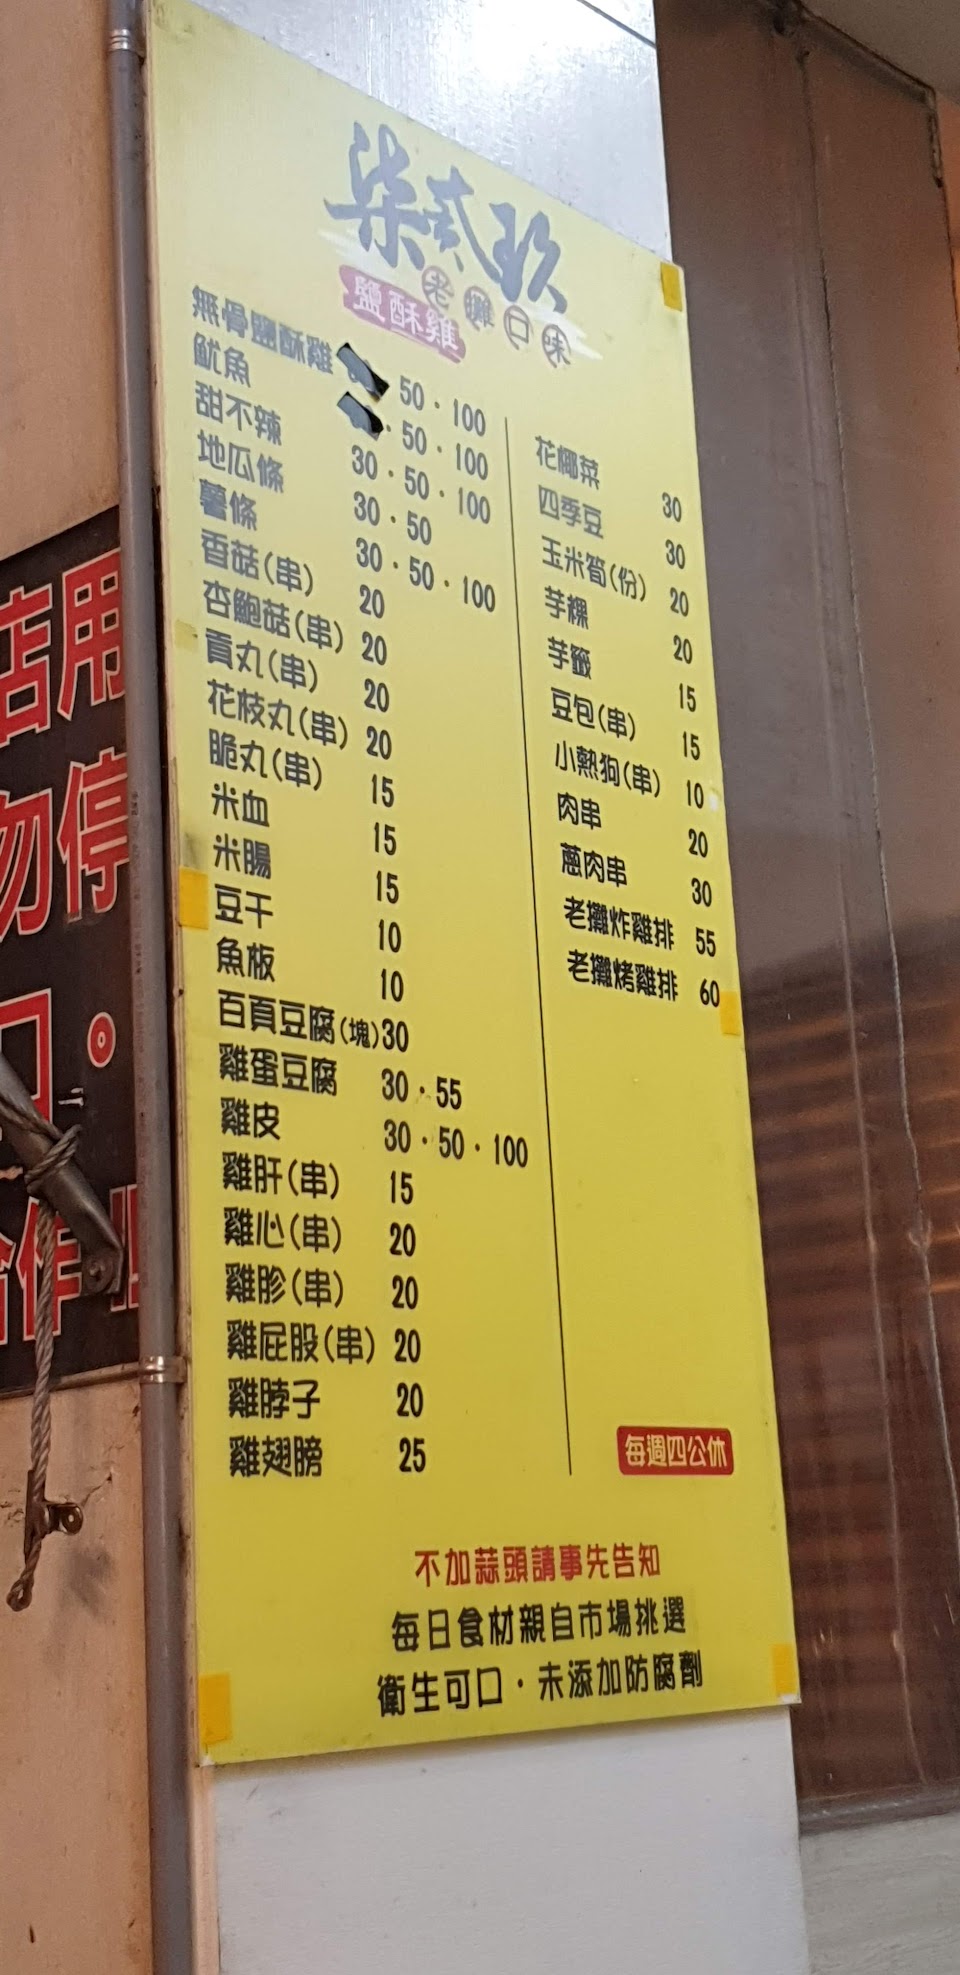 柒貳玖
老攤口味
鹽酥雞
無骨鹽酥雞 50·100
魷魚 ·50·100
甜不辣 30·50·100
地瓜條 30·50
薯條 30·50·100
香菇(串) 20
杏鮑菇(串) 20
貢丸(串) 20
花枝丸(串) 20
脆丸(串) 15
米血 15
米腸 15
豆干 10
魚板 10
百頁豆腐(塊)30
雞蛋豆腐 30·55
雞皮 30·50·100
雞肝(串) 15
雞心(串) 20
雞胗(串) 20
雞屁股(串) 20
雞脖子 20
雞翅膀 25
花椰菜 30
四季豆 30
玉米筍(份) 20
芋粿 20
芋籤 15
豆包(串) 15
小熱狗(串) 10
肉串 20
蔥肉串 30
老攤炸雞排 55
老攤烤雞排 60
每週四公休
不加蒜頭請事先告知
每日食材親自市場挑選
衛生可口·未添加防腐劑
店用
勿停
口。
作